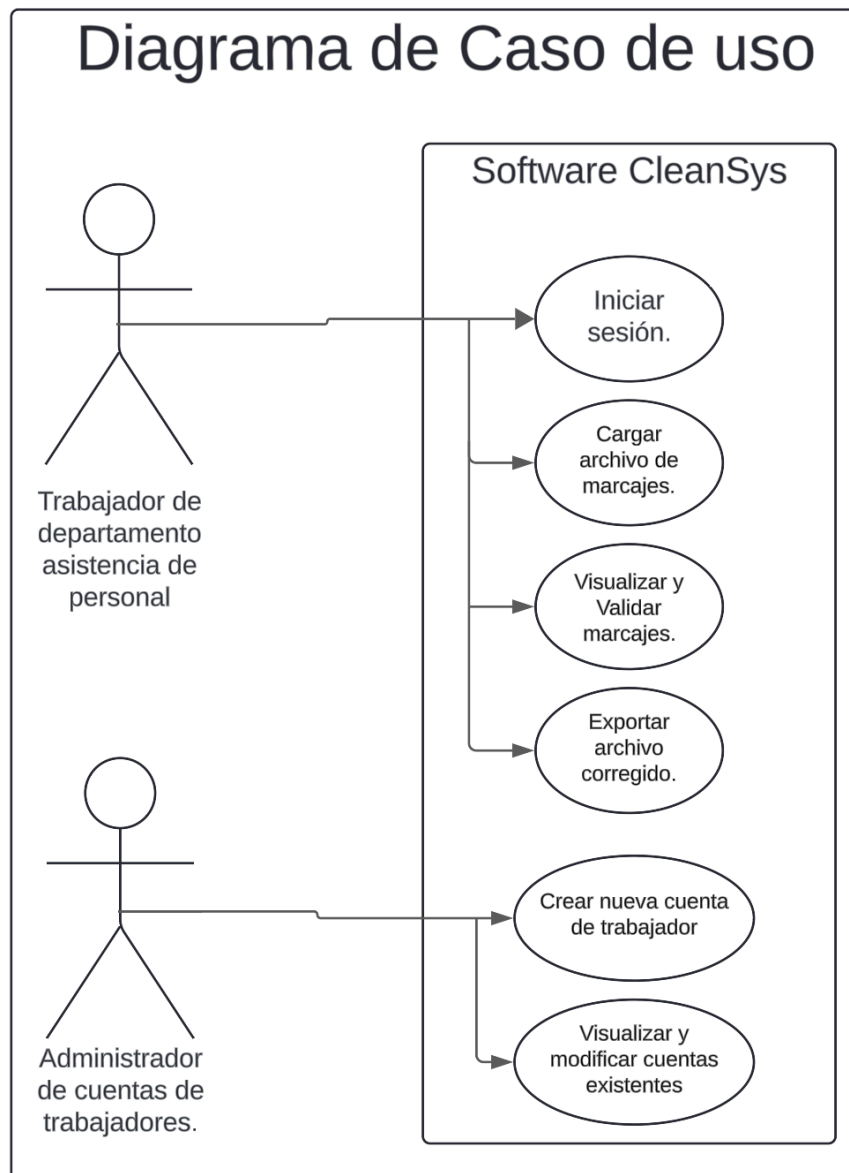 Diagrama de Caso de uso
Software CleanSys
Iniciar
sesión.
Cargar
archivo de
marcajes.
Visualizar y
Validar
marcajes.
Exportar
archivo
corregido.
Trabajador de
departamento
asistencia de
personal
Crear nueva cuenta
de trabajador
Visualizar y
modificar cuentas
existentes
Administrador
de cuentas de
trabajadores.